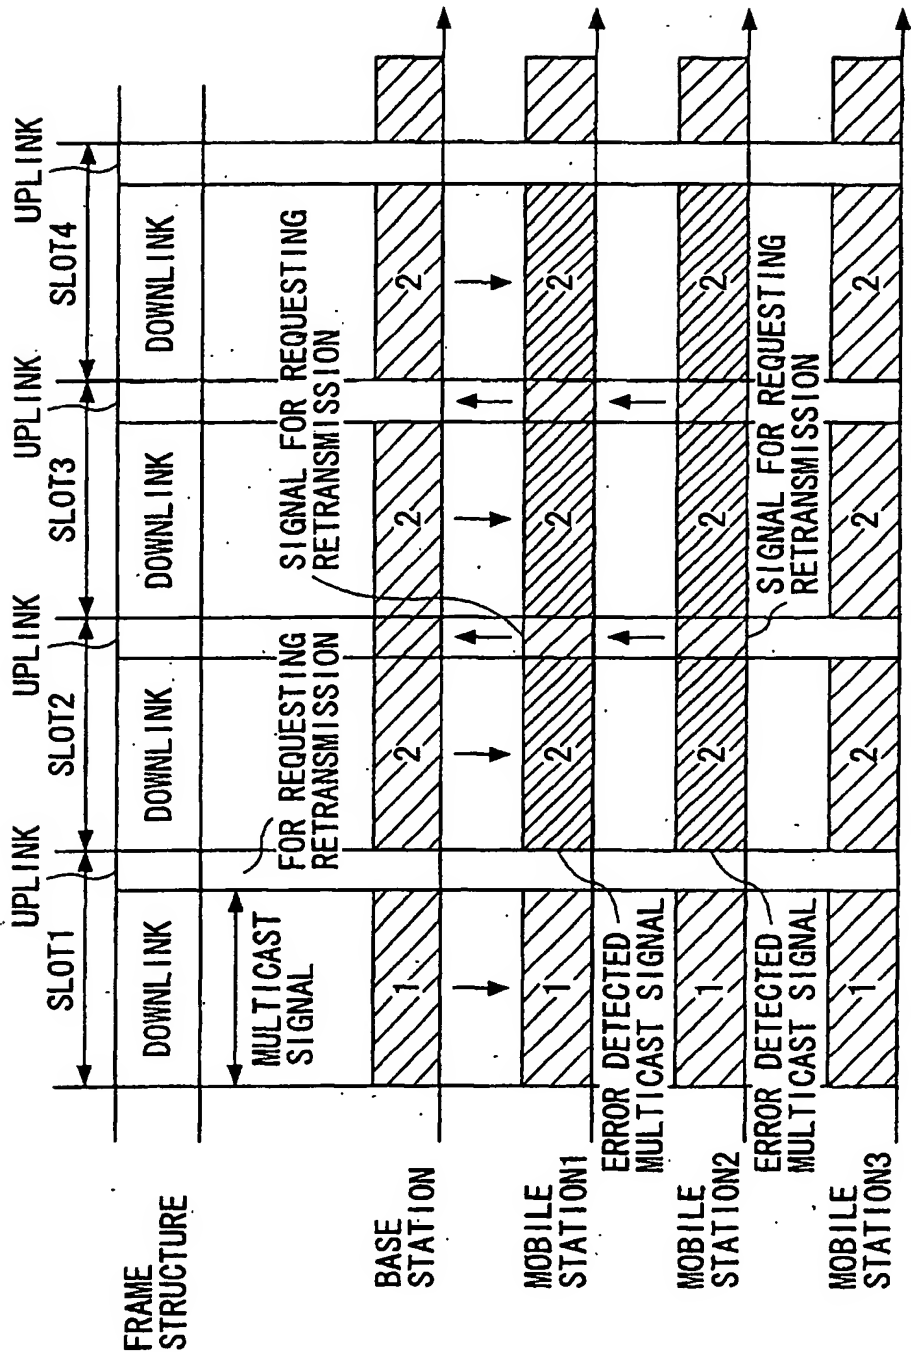 FRAME
STRUCTURE
SLOT1
UPLINK
SLOT2
UPLINK
SLOT3
UPLINK
SLOT4
UPLINK
DOWNLINK
DOWNLINK
DOWNLINK
DOWNLINK
MULTICAST
SIGNAL
FOR REQUESTING
RETRANSMISSION
SIGNAL FOR REQUESTING
RETRANSMISSION
BASE
STATION
1
2
2
2
MOBILE
STATION1
1
2
2
2
ERROR DETECTED
MULTICAST SIGNAL
MOBILE
STATION2
1
2
2
2
ERROR DETECTED
MULTICAST SIGNAL
SIGNAL FOR REQUESTING
RETRANSMISSION
MOBILE
STATION3
1
2
2
2